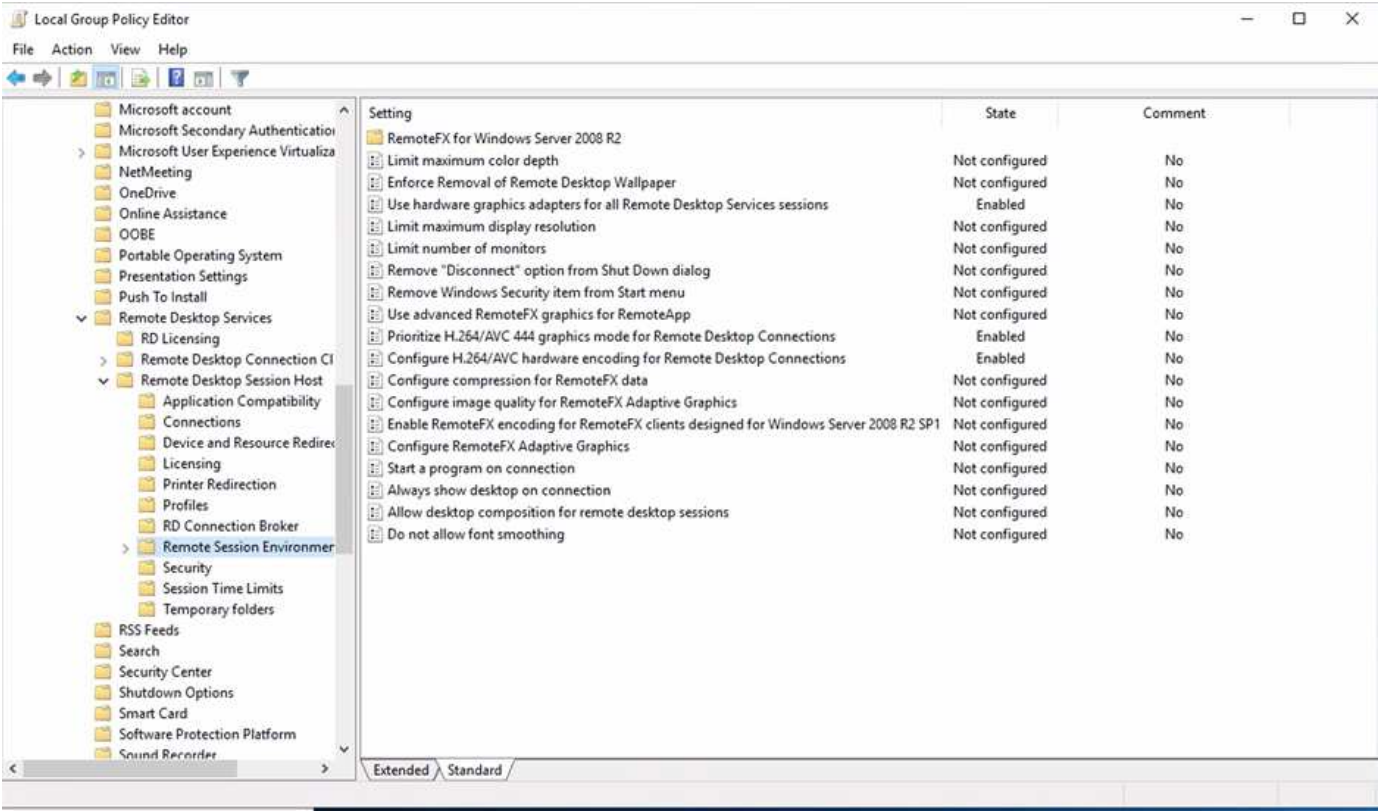 Local Group Policy Editor
File Action View Help
Microsoft account
Microsoft Secondary Authentication
Microsoft User Experience Virtualiza
NetMeeting
OneDrive
Online Assistance
OOBE
Portable Operating System
Presentation Settings
Push To Install
Remote Desktop Services
RD Licensing
Remote Desktop Connection Cl
Remote Desktop Session Host
Application Compatibility
Connections
Device and Resource Redirec
Licensing
Printer Redirection
Profiles
RD Connection Broker
Remote Session Environmer
Security
Session Time Limits
Temporary folders
RSS Feeds
Search
Security Center
Shutdown Options
Smart Card
Software Protection Platform
Sound Recorder
Setting State Comment
RemoteFX for Windows Server 2008 R2
Limit maximum color depth Not configured No
Enforce Removal of Remote Desktop Wallpaper Not configured No
Use hardware graphics adapters for all Remote Desktop Services sessions Enabled No
Limit maximum display resolution Not configured No
Limit number of monitors Not configured No
Remove "Disconnect" option from Shut Down dialog Not configured No
Remove Windows Security item from Start menu Not configured No
Use advanced RemoteFX graphics for RemoteApp Not configured No
Prioritize H.264/AVC 444 graphics mode for Remote Desktop Connections Enabled No
Configure H.264/AVC hardware encoding for Remote Desktop Connections Enabled No
Configure compression for RemoteFX data Not configured No
Configure image quality for RemoteFX Adaptive Graphics Not configured No
Enable RemoteFX encoding for RemoteFX clients designed for Windows Server 2008 R2 SP1 Not configured No
Configure RemoteFX Adaptive Graphics Not configured No
Start a program on connection Not configured No
Always show desktop on connection Not configured No
Allow desktop composition for remote desktop sessions Not configured No
Do not allow font smoothing Not configured No
Extended Standard